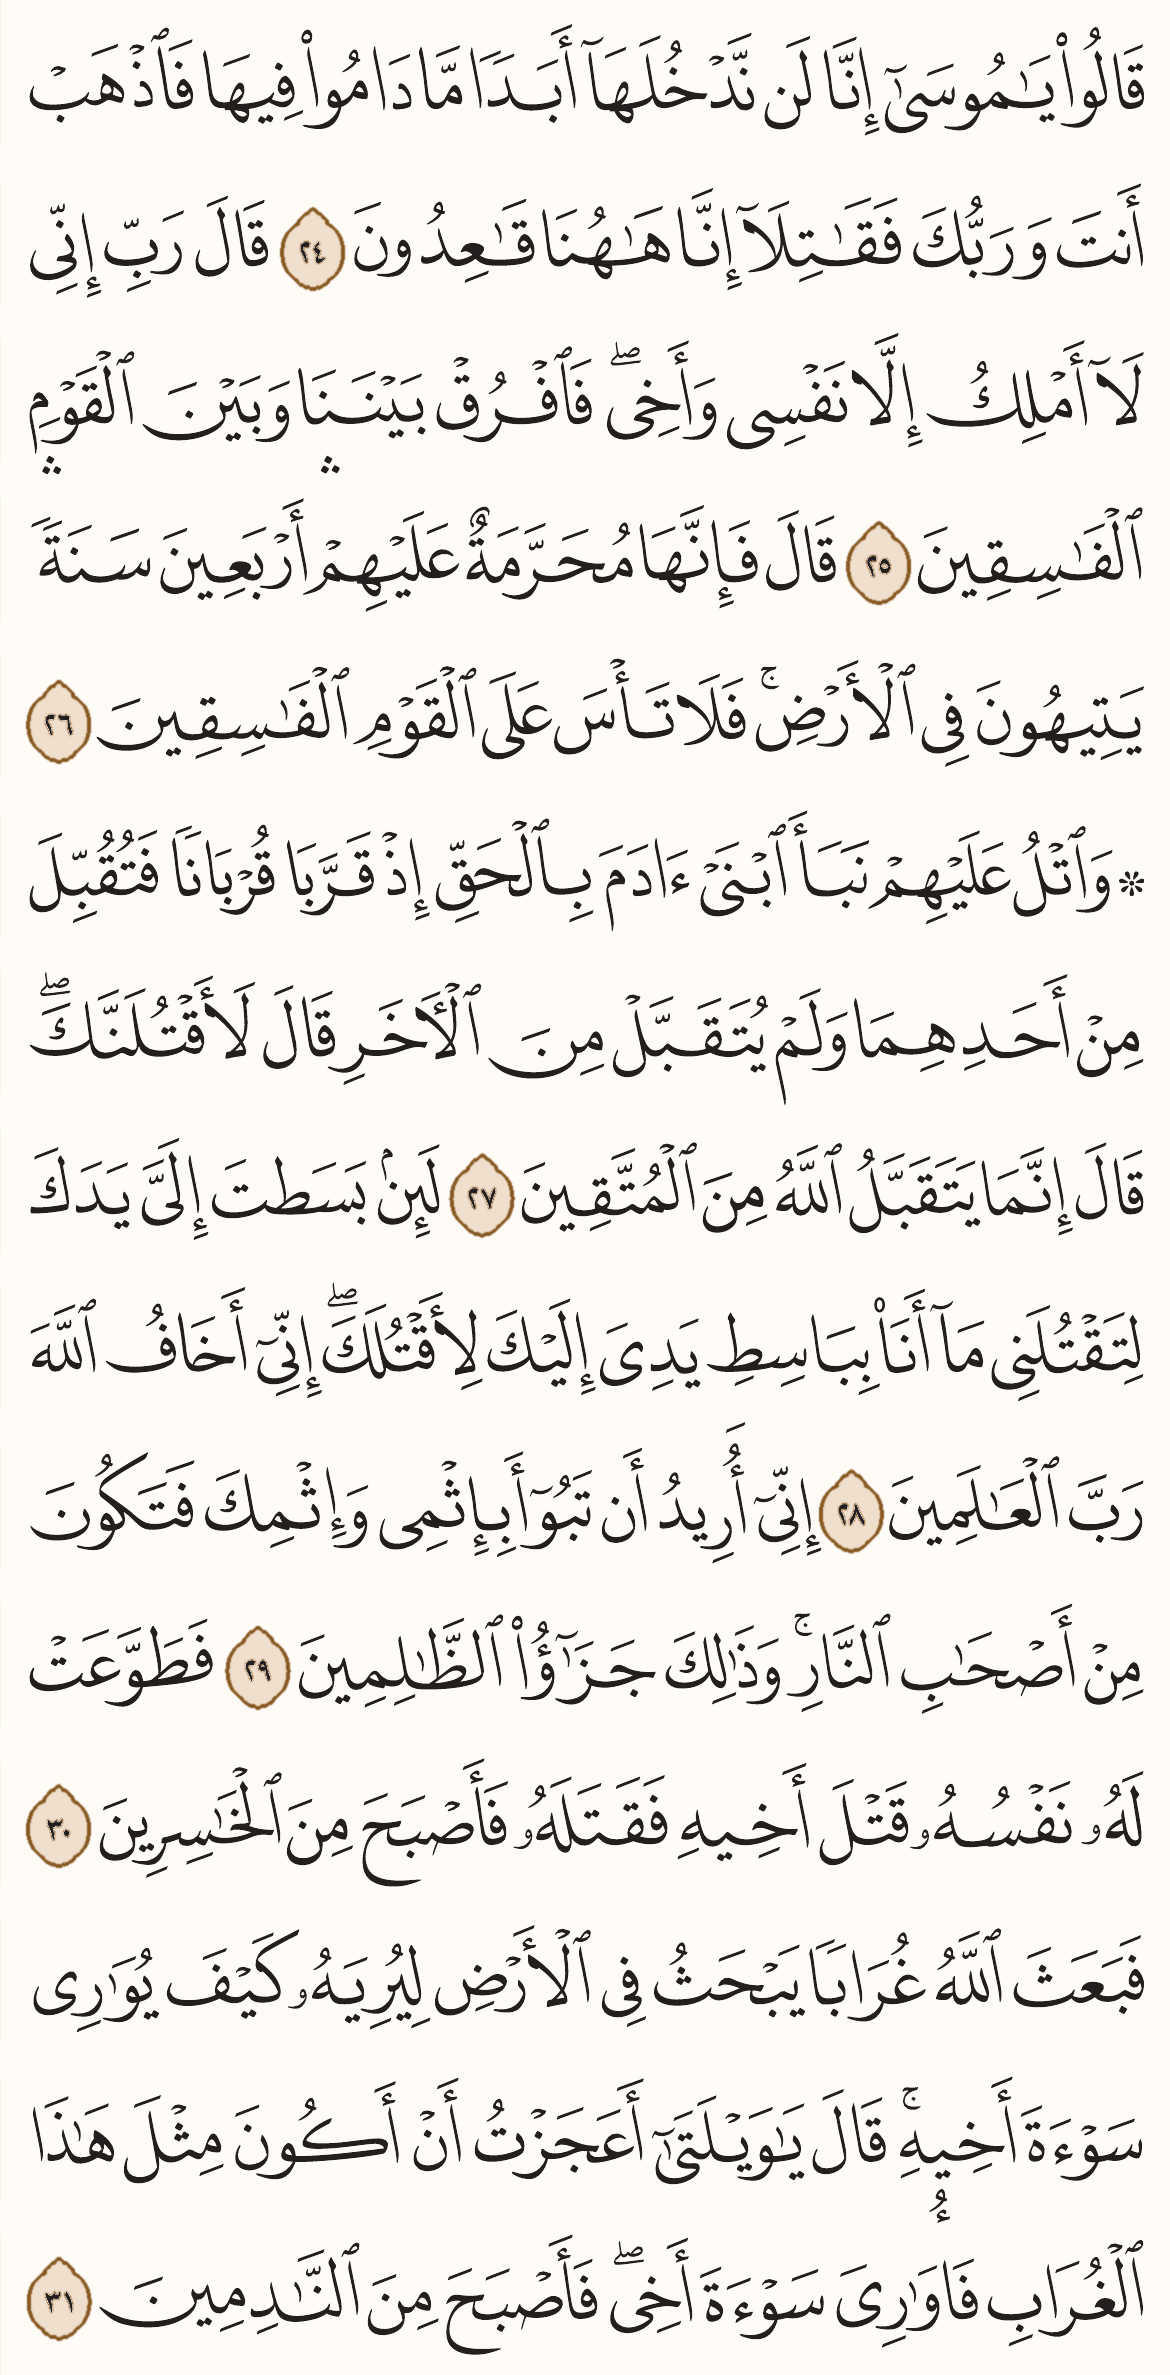 قَالُوا۟ يَـٰمُوسَىٰٓ إِنَّا لَن نَّدْخُلَهَآ أَبَدًا مَّا دَامُوا۟ فِيهَا فَٱذْهَبْ
أَنتَ وَرَبُّكَ فَقَـٰتِلَآ إِنَّا هَـٰهُنَا قَـٰعِدُونَ ٢٤ قَالَ رَبِّ إِنِّى
لَآ أَمْلِكُ إِلَّا نَفْسِى وَأَخِى ۖ فَٱفْرُقْ بَيْنَنَا وَبَيْنَ ٱلْقَوْمِ
ٱلْفَـٰسِقِينَ ٢٥ قَالَ فَإِنَّهَا مُحَرَّمَةٌ عَلَيْهِمْ ۛ أَرْبَعِينَ سَنَةً ۛ
يَتِيهُونَ فِى ٱلْأَرْضِ ۚ فَلَا تَأْسَ عَلَى ٱلْقَوْمِ ٱلْفَـٰسِقِينَ ٢٦
۞ وَٱتْلُ عَلَيْهِمْ نَبَأَ ٱبْنَىْ ءَادَمَ بِٱلْحَقِّ إِذْ قَرَّبَا قُرْبَانًا فَتُقُبِّلَ
مِنْ أَحَدِهِمَا وَلَمْ يُتَقَبَّلْ مِنَ ٱلْـَٔاخَرِ قَالَ لَأَقْتُلَنَّكَ ۖ
قَالَ إِنَّمَا يَتَقَبَّلُ ٱللَّهُ مِنَ ٱلْمُتَّقِينَ ٢٧ لَئِنۢ بَسَطتَ إِلَىَّ يَدَكَ
لِتَقْتُلَنِى مَآ أَنَا۠ بِبَاسِطٍ يَدِىَ إِلَيْكَ لِأَقْتُلَكَ ۖ إِنِّىٓ أَخَافُ ٱللَّهَ
رَبَّ ٱلْعَـٰلَمِينَ ٢٨ إِنِّىٓ أُرِيدُ أَن تَبُوٓأَ بِإِثْمِى وَإِثْمِكَ فَتَكُونَ
مِنْ أَصْحَـٰبِ ٱلنَّارِ ۚ وَذَٰلِكَ جَزَٰٓؤُا۟ ٱلظَّـٰلِمِينَ ٢٩ فَطَوَّعَتْ
لَهُۥ نَفْسُهُۥ قَتْلَ أَخِيهِ فَقَتَلَهُۥ فَأَصْبَحَ مِنَ ٱلْخَـٰسِرِينَ ٣٠
فَبَعَثَ ٱللَّهُ غُرَابًا يَبْحَثُ فِى ٱلْأَرْضِ لِيُرِيَهُۥ كَيْفَ يُوَٰرِى
سَوْءَةَ أَخِيهِ ۚ قَالَ يَـٰوَيْلَتَىٰٓ أَعَجَزْتُ أَنْ أَكُونَ مِثْلَ هَـٰذَا
ٱلْغُرَابِ فَأُوَٰرِىَ سَوْءَةَ أَخِى ۖ فَأَصْبَحَ مِنَ ٱلنَّـٰدِمِينَ ٣١